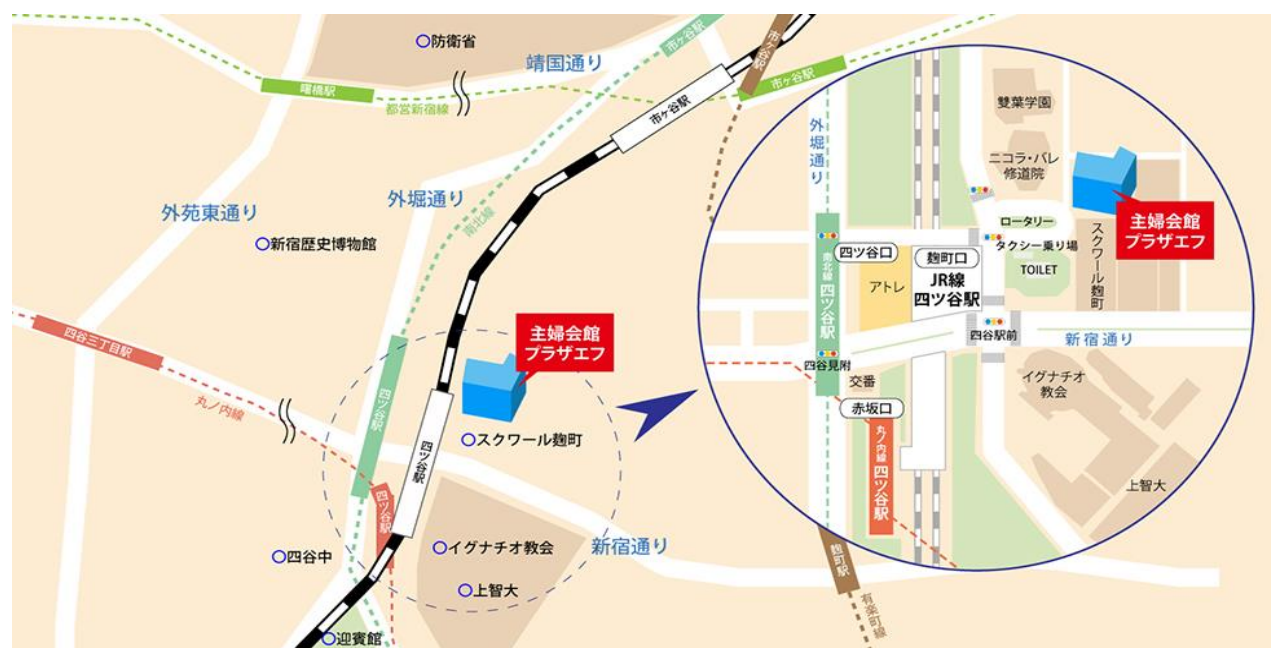 防衛省
靖国通り
市ヶ谷駅
市ヶ谷駅
市ヶ谷駅
市ヶ谷駅
曙橋駅
都営新宿線
外堀通り
南北線
外苑東通り
新宿歴史博物館
四谷三丁目駅
丸ノ内線
主婦会館
プラザエフ
四ツ谷駅
四ツ谷駅
四ツ谷駅
スクワール麹町
四谷中
イグナチオ教会
新宿通り
上智大
迎賓館
麹町駅
有楽町線
外堀通り
雙葉学園
ニコラ・バレ
修道院
主婦会館
プラザエフ
ロータリー
タクシー乗り場
TOILET
スクワール麹町
四ツ谷口
麹町口
JR線
四ツ谷駅
アトレ
南北線 四ツ谷駅
四谷駅前
新宿通り
四谷見附
交番
赤坂口
丸ノ内線 四ツ谷駅
イグナチオ
教会
上智大